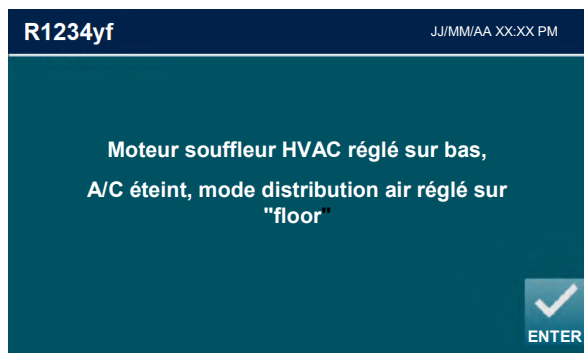 R1234yf
JJ/MM/AA XX:XX PM
Moteur souffleur HVAC réglé sur bas,
A/C éteint, mode distribution air réglé sur
"floor"
ENTER